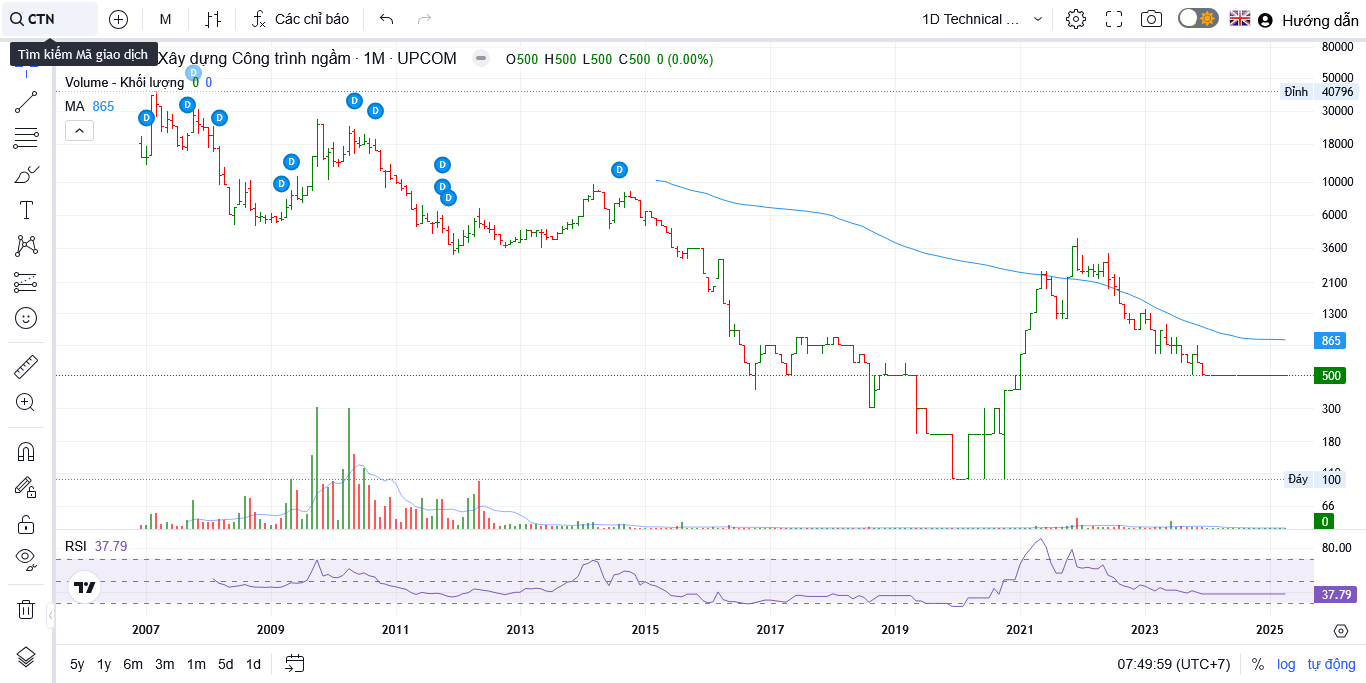 CTN
M
Các chỉ báo
1D Technical ...
Hướng dẫn
Tìm kiếm Mã giao dịch
Xây dựng Công trình ngầm · 1M · UPCOM
O500 H500 L500 C500 0 (0.00%)
Volume - Khối lượng 0 0
MA 865
D
D
D
D
D
D
D
D
D
D
D
D
80000
50000
Đỉnh 40796
30000
18000
10000
6000
3600
2100
1300
865
500
300
180
110
Đáy 100
66
0
RSI 37.79
80.00
37.79
2007 2009 2011 2013 2015 2017 2019 2021 2023 2025
5y 1y 6m 3m 1m 5d 1d
07:49:59 (UTC+7)
% log tự động